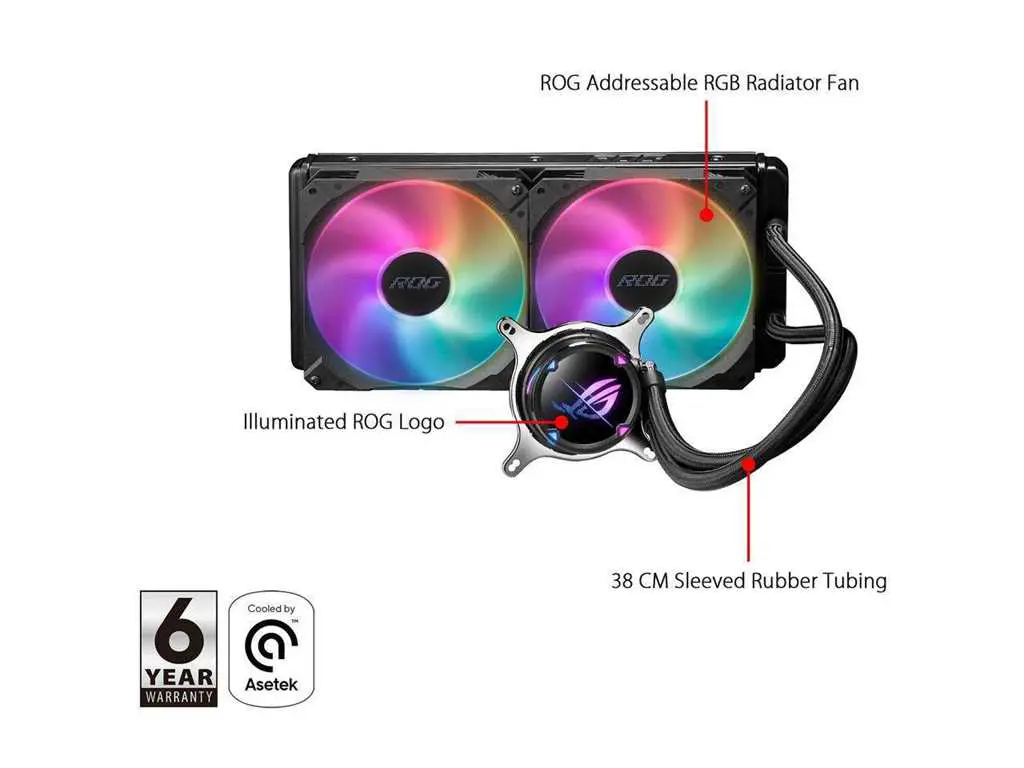 ROG Addressable RGB Radiator Fan
ROG
ROG
Illuminated ROG Logo
38 CM Sleeved Rubber Tubing
6
YEAR
WARRANTY
Cooled by
TM
Asetek